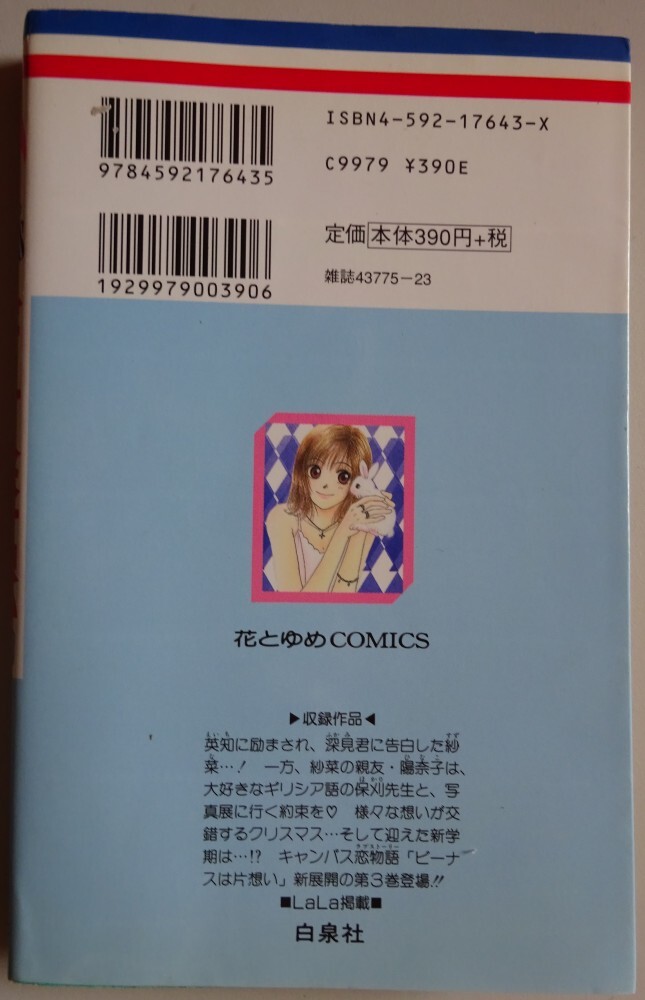 ISBN4-592-17643-X
9784592176435
C9979 ¥390E
定価 本体390円+税
1929979003906
雑誌43775-23
花とゆめCOMICS
▶収録作品◀
英知に励まされ、深見君に告白した紗
菜…! 一方、紗菜の親友・陽奈子は、
大好きなギリシア語の保刈先生と、写
真展に行く約束を♡ 様々な想いが交
錯するクリスマス…そして迎えた新学
期は…!? キャンパス恋物語「ビーナ
スは片想い」新展開の第3巻登場!!
■LaLa掲載■
白泉社